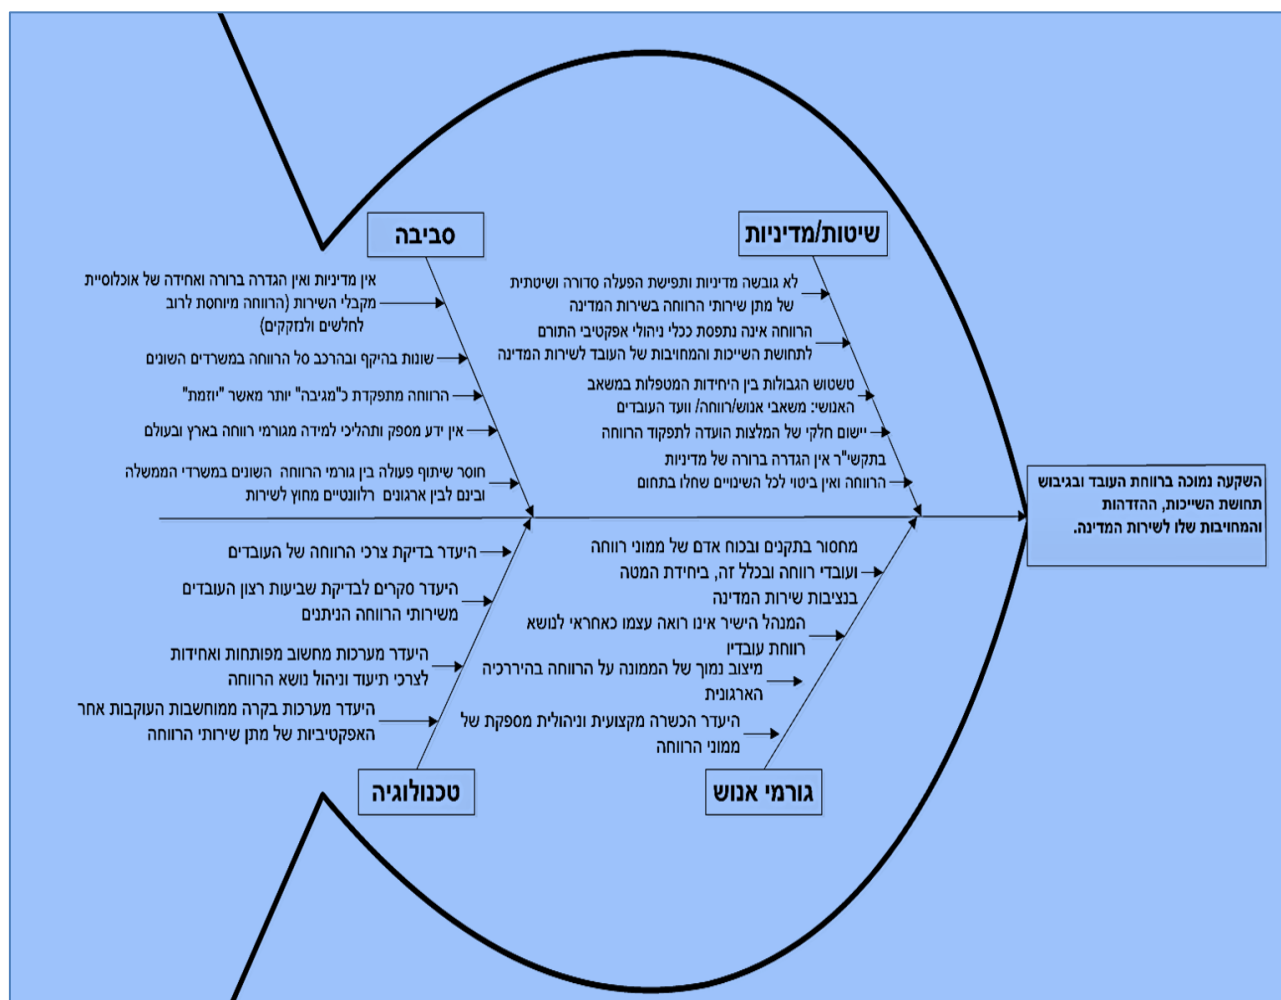 שיטות/מדיניות
לא גובשה מדיניות ותפישת הפעלה סדורה ושיטתית
של מתן שירותי הרווחה בשירות המדינה
הרווחה אינה נתפסת ככלי ניהולי אפקטיבי התורם
לתחושת השייכות והמחויבות של העובד לשירות המדינה
טשטוש הגבולות בין היחידות המטפלות במשאב
האנושי: משאבי אנוש/רווחה/ וועד העובדים
יישום חלקי של המלצות הועדה לתפקוד הרווחה
בתקשי"ר אין הגדרה ברורה של מדיניות
הרווחה ואין ביטוי לכל השינויים שחלו בתחום
סביבה
אין מדיניות ואין הגדרה ברורה ואחידה של אוכלוסיית
מקבלי השירות (הרווחה מיוחסת לרוב
לחלשים ולנזקקים)
שונות בהיקף ובהרכב סל הרווחה במשרדים השונים
הרווחה מתפקדת כ"מגיבה" יותר מאשר "יוזמת"
אין ידע מספק ותהליכי למידה מגורמי רווחה בארץ ובעולם
חוסר שיתוף פעולה בין גורמי הרווחה השונים במשרדי הממשלה
ובינם לבין ארגונים רלוונטיים מחוץ לשירות
השקעה נמוכה ברווחת העובד ובגיבוש
תחושת השייכות, ההזדהות
והמחויבות שלו לשירות המדינה.
מחסור בתקנים ובכוח אדם של ממוני רווחה
ועובדי רווחה ובכלל זה, ביחידת המטה
בנציבות שירות המדינה
המנהל הישיר אינו רואה עצמו כאחראי לנושא
רווחת עובדיו
מיצוב נמוך של הממונה על הרווחה בהיררכיה
הארגונית
היעדר הכשרה מקצועית וניהולית מספקת של
ממוני הרווחה
גורמי אנוש
היעדר בדיקת צרכי הרווחה של העובדים
היעדר סקרים לבדיקת שביעות רצון העובדים
משירותי הרווחה הניתנים
היעדר מערכות מחשוב מפותחות ואחידות
לצרכי תיעוד וניהול נושא הרווחה
היעדר מערכות בקרה ממוחשבות העוקבות אחר
האפקטיביות של מתן שירותי הרווחה
טכנולוגיה